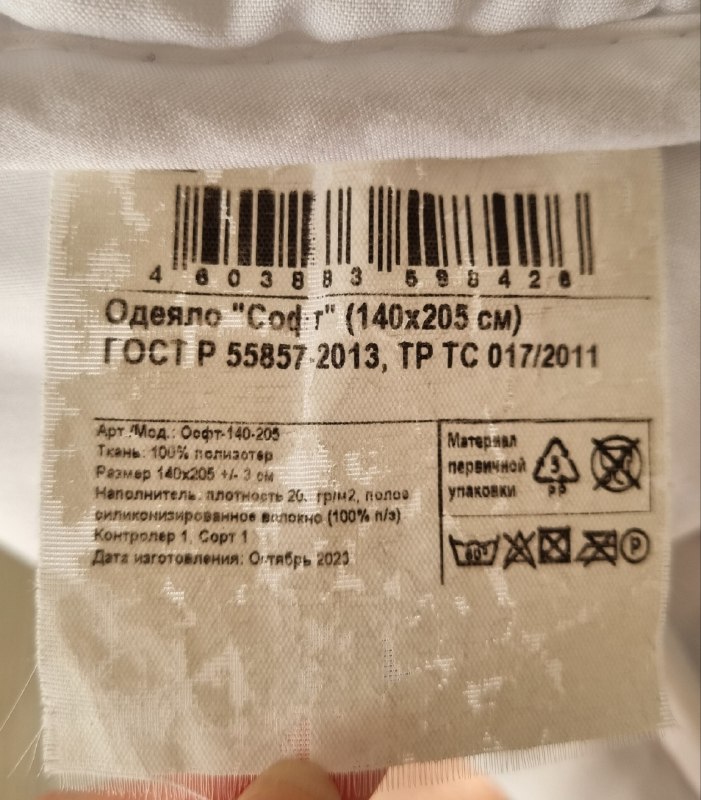 4 603883 598426
Одеяло "Софт" (140x205 см)
ГОСТ Р 55857-2013, ТР ТС 017/2011
Арт./Мод.: Софт-140-205
Ткань: 100% полиэстер
Размер 140x205 +/- 3 см
Наполнитель: плотность гр/м2, полое
силиконизированное волокно (100% п/э)
Контролер 1, Сорт 1
Дата изготовления: Октябрь 2023
Материал
первичной
упаковки
5
PP
P